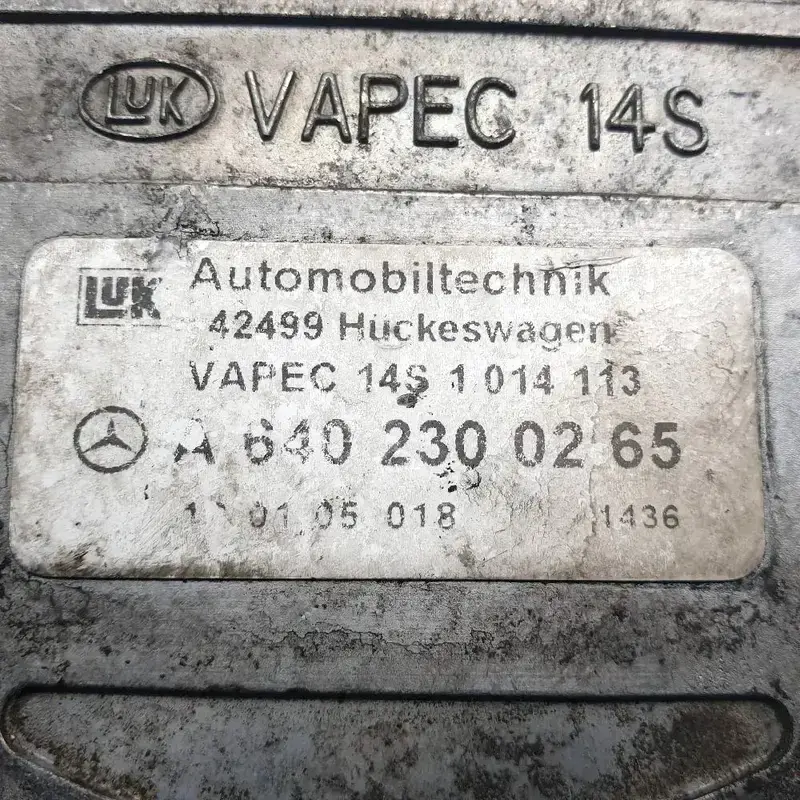 LUK VAPEC 14S
LUK Automobiltechnik
42499 Hückeswagen
VAPEC 14S 1 014 113
A 640 230 02 65
01 05 018 1436